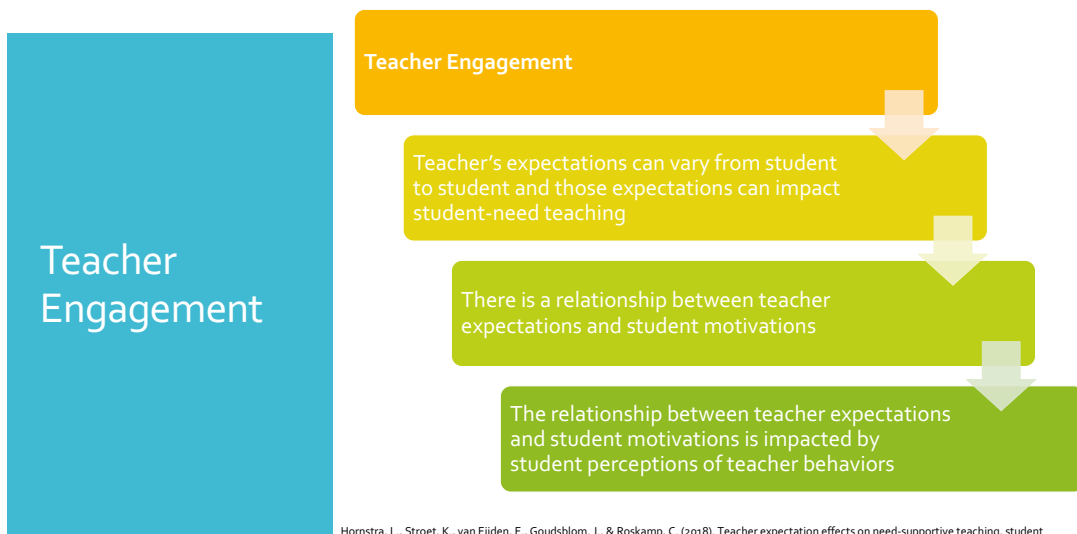 Teacher
Engagement
Teacher Engagement
Teacher's expectations can vary from student
to student and those expectations can impact
student-need teaching
There is a relationship between teacher
expectations and student motivations
The relationship between teacher expectations
and student motivations is impacted by
student perceptions of teacher behaviors
Hornstra, L., Stroet, K., van Eijden, E., Goudsblom, J., & Roskamp, C. (2018). Teacher expectation effects on need-supportive teaching, student